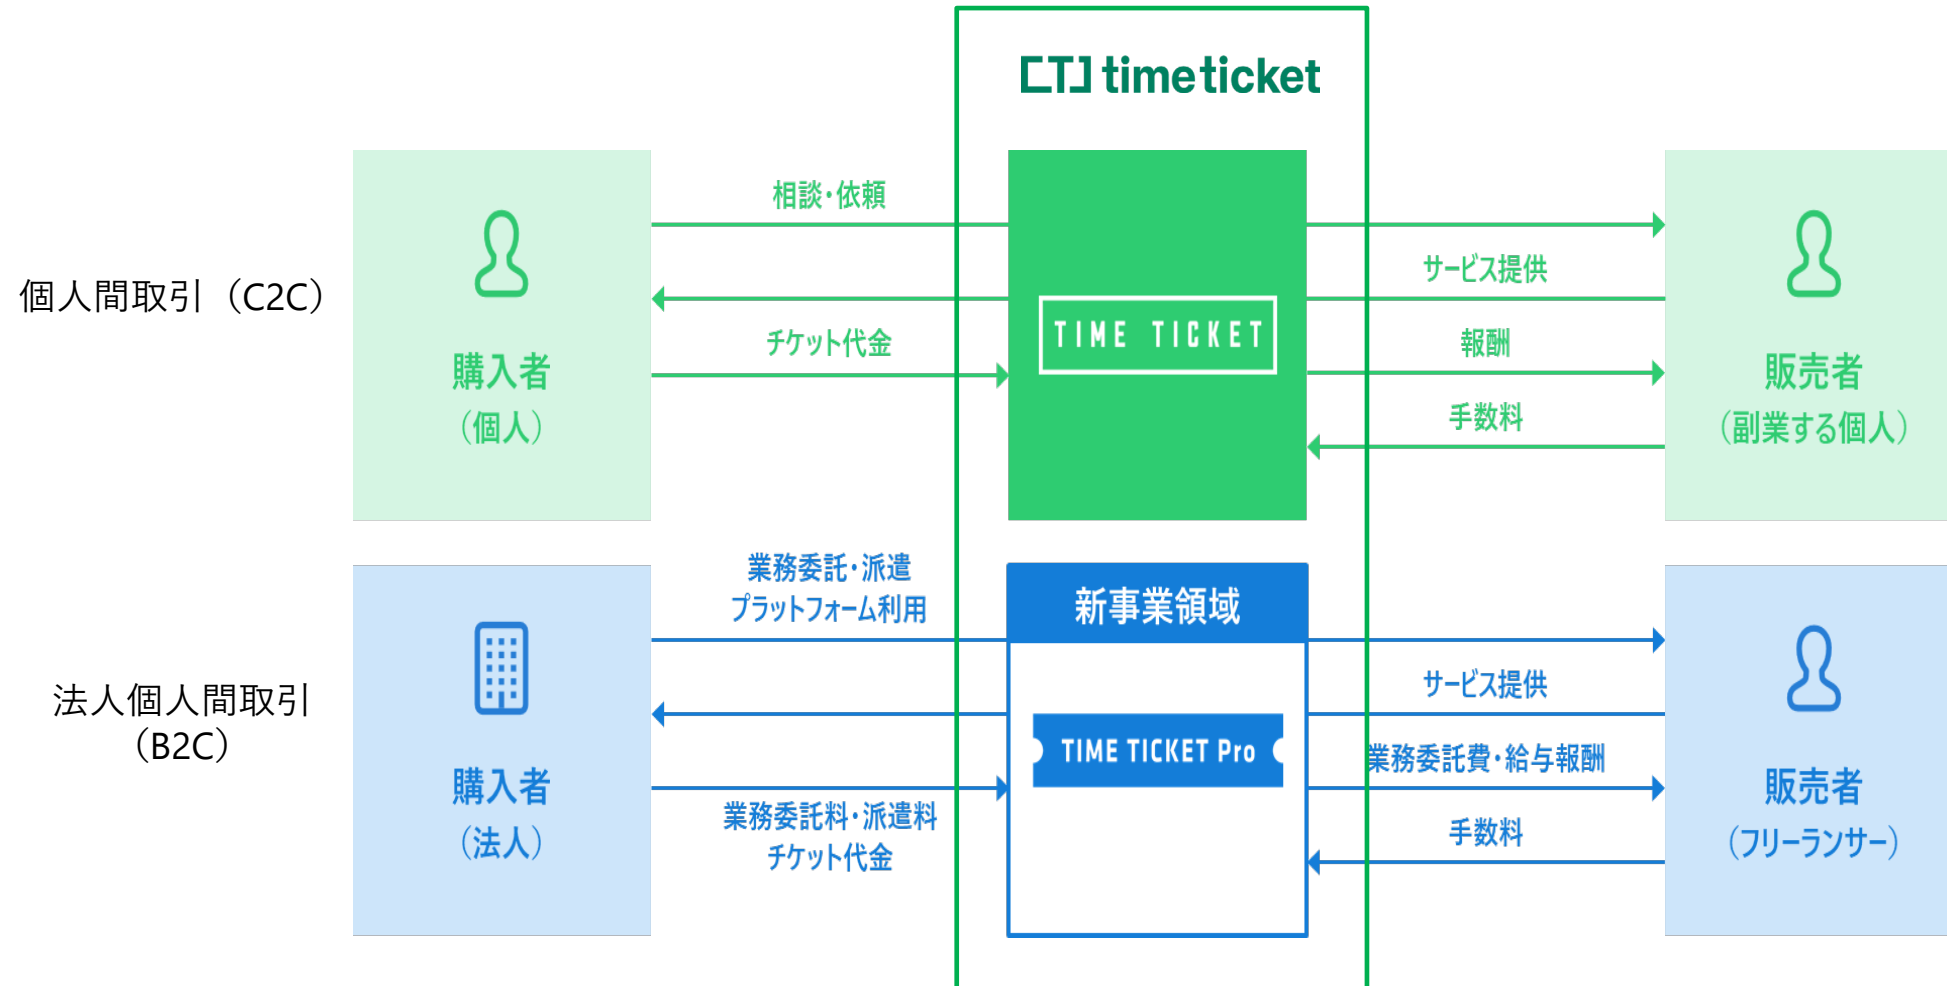 timeticket
個人間取引（C2C）
購入者
（個人）
相談・依頼
チケット代金
TIME TICKET
サービス提供
報酬
手数料
販売者
（副業する個人）
法人個人間取引
（B2C）
購入者
（法人）
業務委託・派遣
プラットフォーム利用
業務委託料・派遣料
チケット代金
新事業領域
TIME TICKET Pro
サービス提供
業務委託費・給与報酬
手数料
販売者
（フリーランサー）